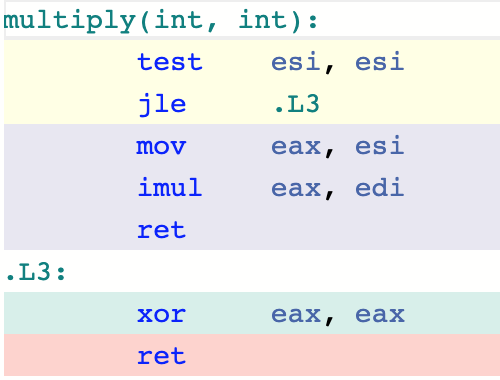 multiply(int, int):
test esi, esi
jle .L3
mov eax, esi
imul eax, edi
ret
.L3:
xor eax, eax
ret